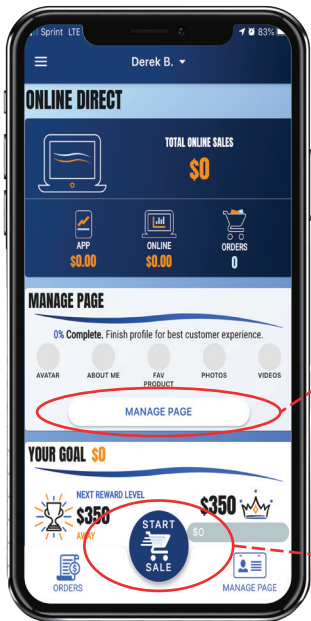 Sprint LTE 83%
Derek B.
ONLINE DIRECT
TOTAL ONLINE SALES
$0
APP ONLINE ORDERS
$0.00 $0.00 0
MANAGE PAGE
0% Complete. Finish profile for best customer experience.
AVATAR ABOUT ME FAV PRODUCT PHOTOS VIDEOS
MANAGE PAGE
YOUR GOAL $0
NEXT REWARD LEVEL
$350 $350
AWAY $0
START
SALE
ORDERS MANAGE PAGE